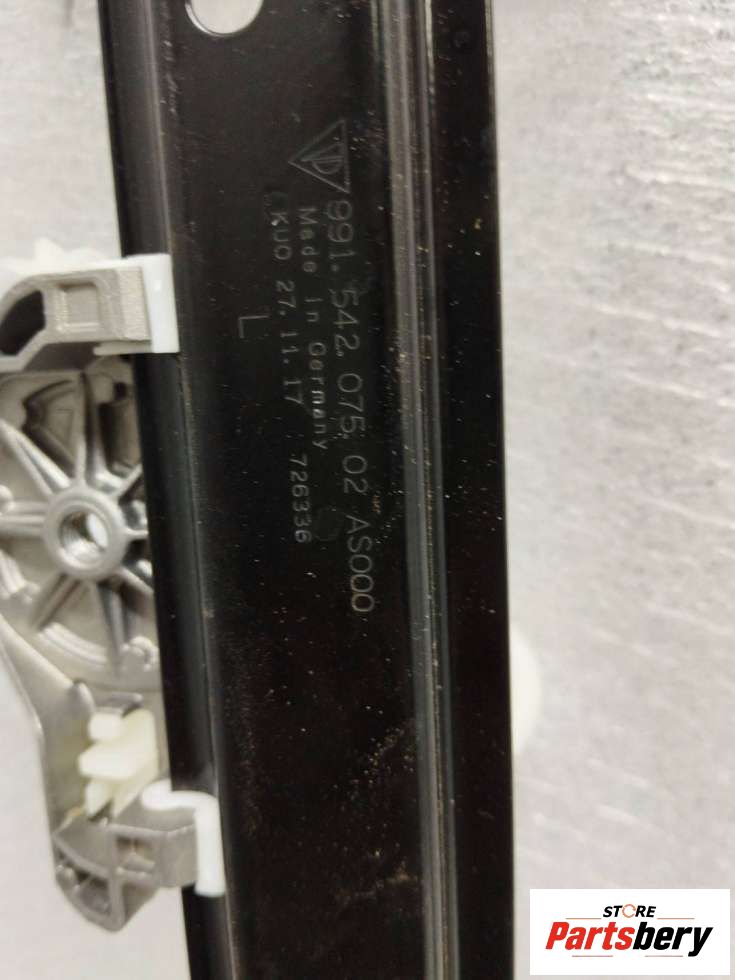 991.542.075.02 AS000
Made in Germany
KUO 27.11.17 726336
L
STORE
Partsbery